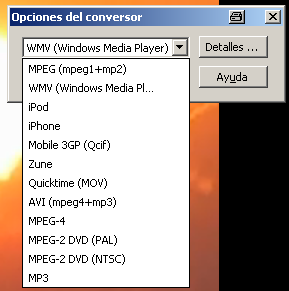 Opciones del conversor
WMV (Windows Media Player)
Detalles ...
Ayuda
MPEG (mpeg1+mp2)
WMV (Windows Media Pl...
iPod
iPhone
Mobile 3GP (Qcif)
Zune
Quicktime (MOV)
AVI (mpeg4+mp3)
MPEG-4
MPEG-2 DVD (PAL)
MPEG-2 DVD (NTSC)
MP3